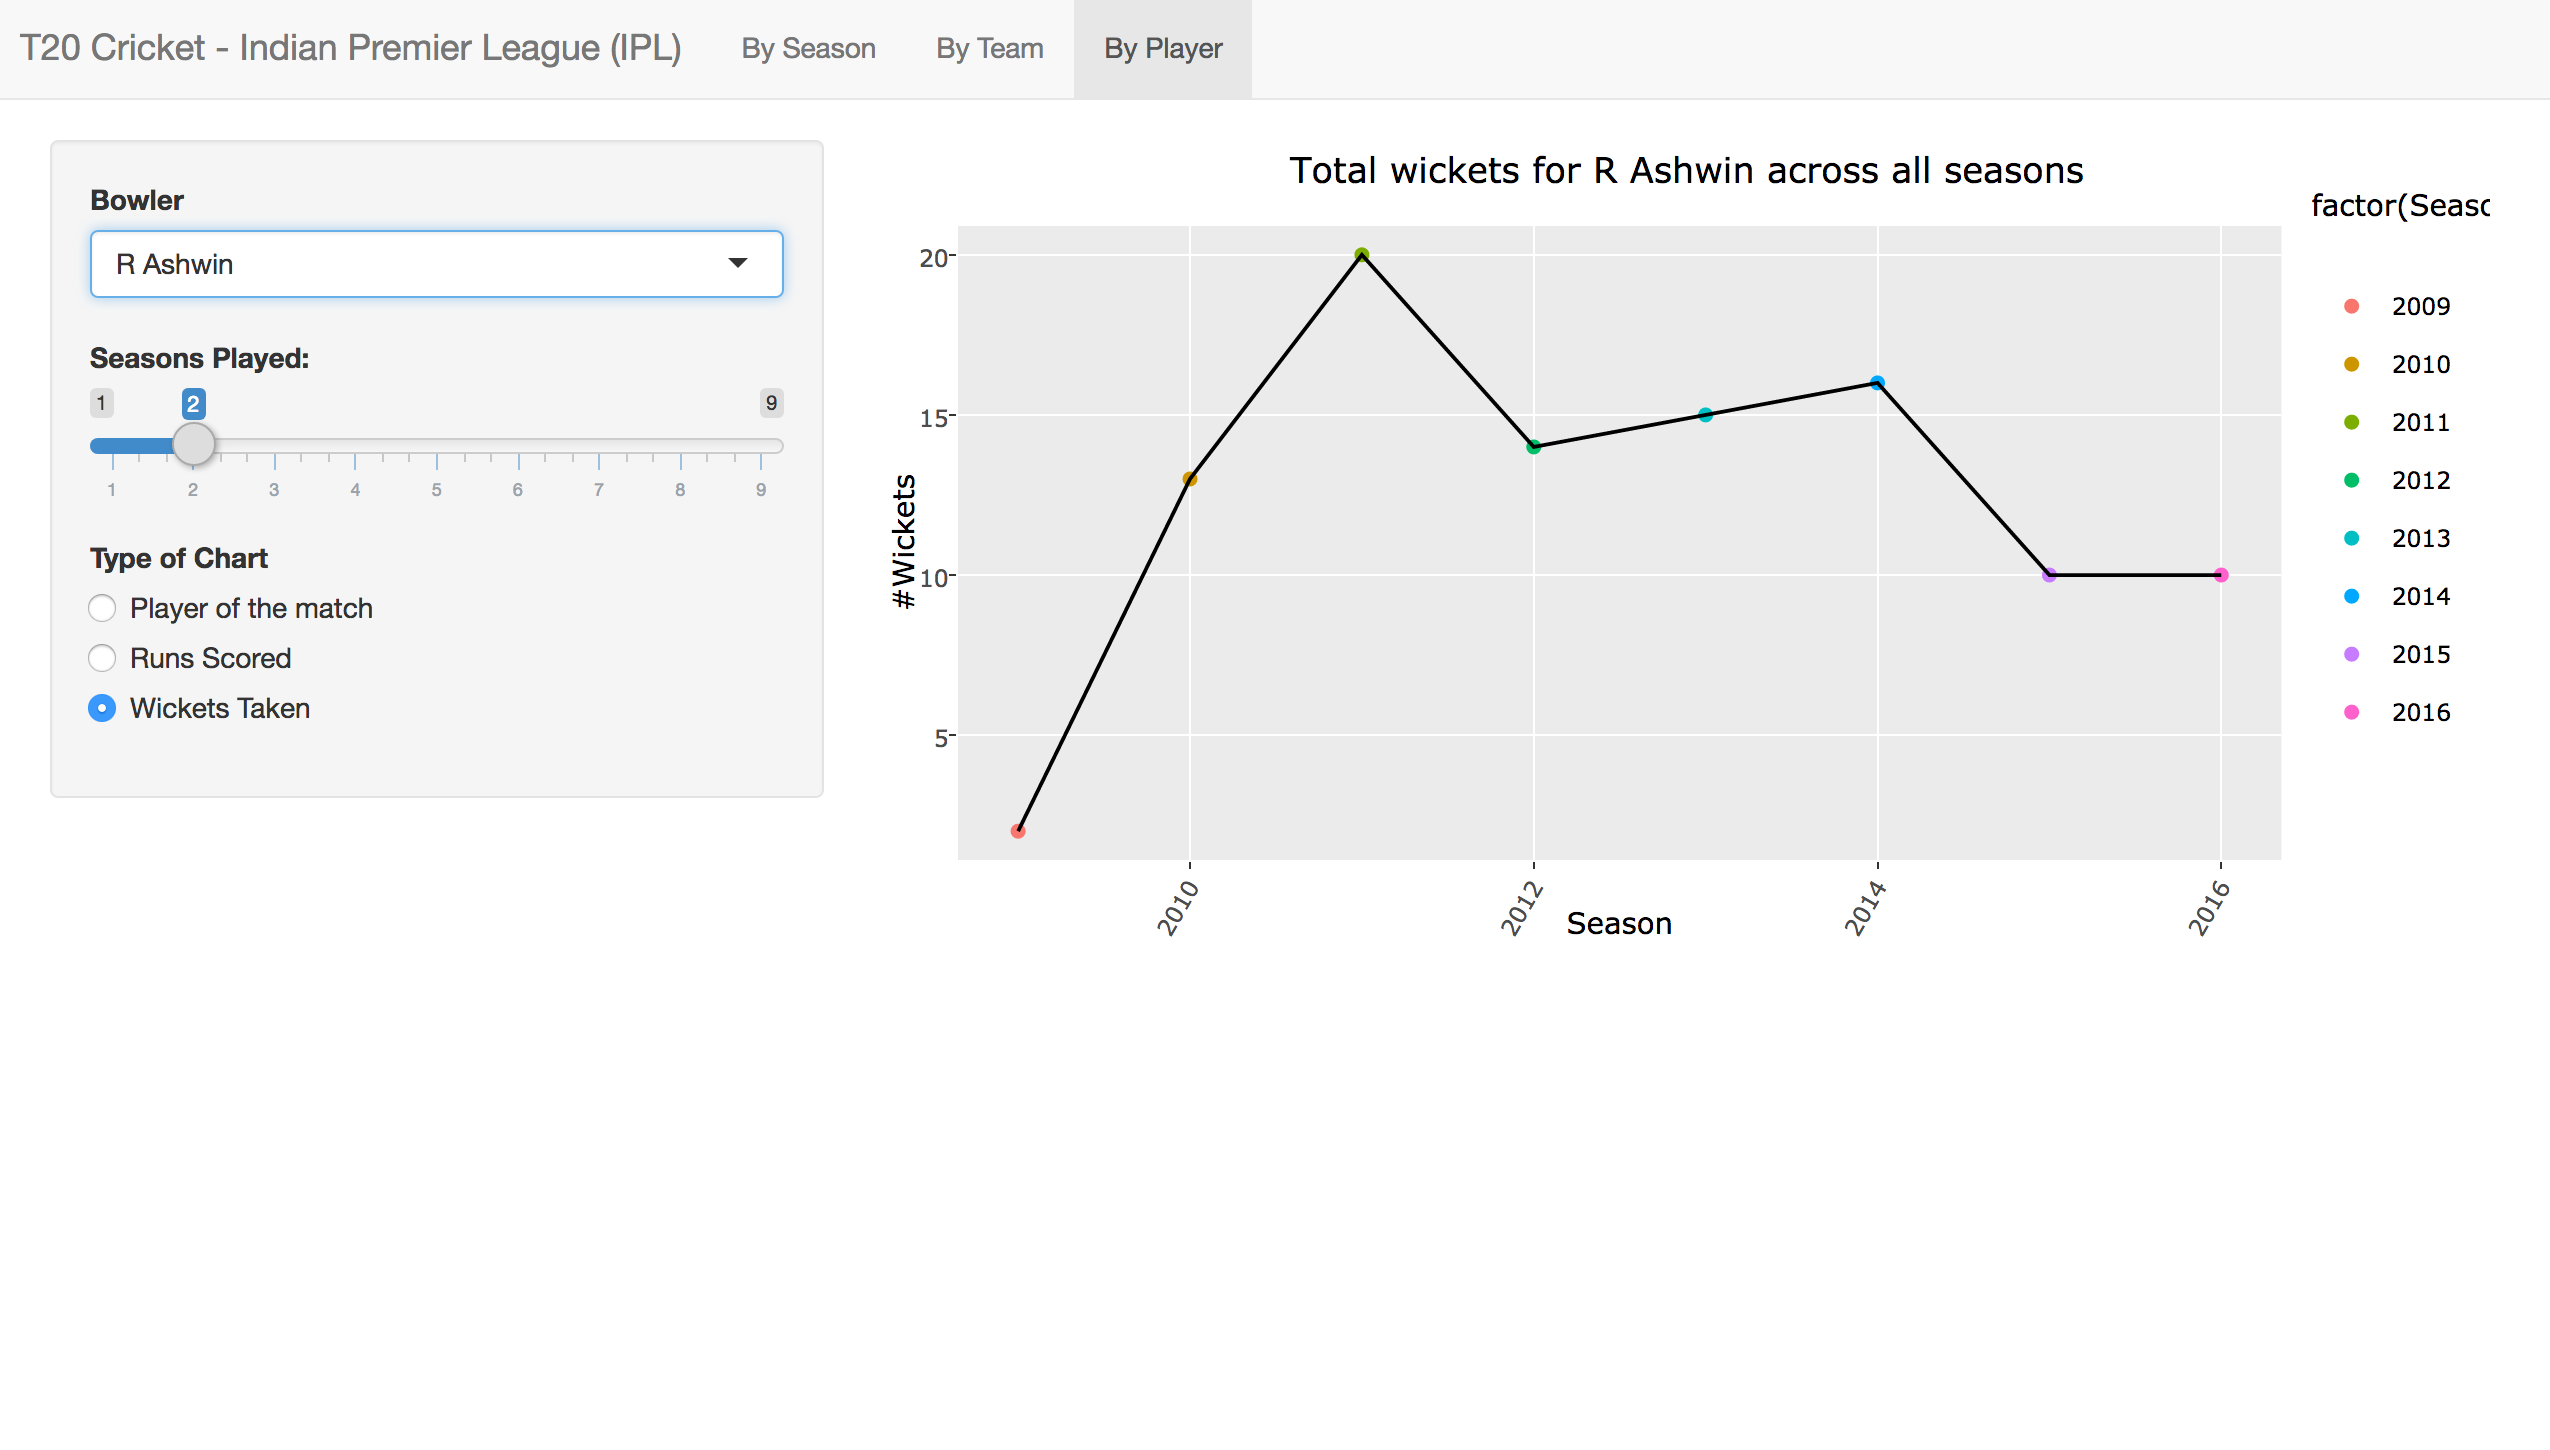 T20 Cricket - Indian Premier League (IPL) By Season By Team By Player
Bowler
R Ashwin
Seasons Played:
1 2 9
1 2 3 4 5 6 7 8 9
Type of Chart
Player of the match
Runs Scored
Wickets Taken
Total wickets for R Ashwin across all seasons
#Wickets
20
15
10
5
2010 2012 2014 2016
Season
factor(Seasc
2009
2010
2011
2012
2013
2014
2015
2016